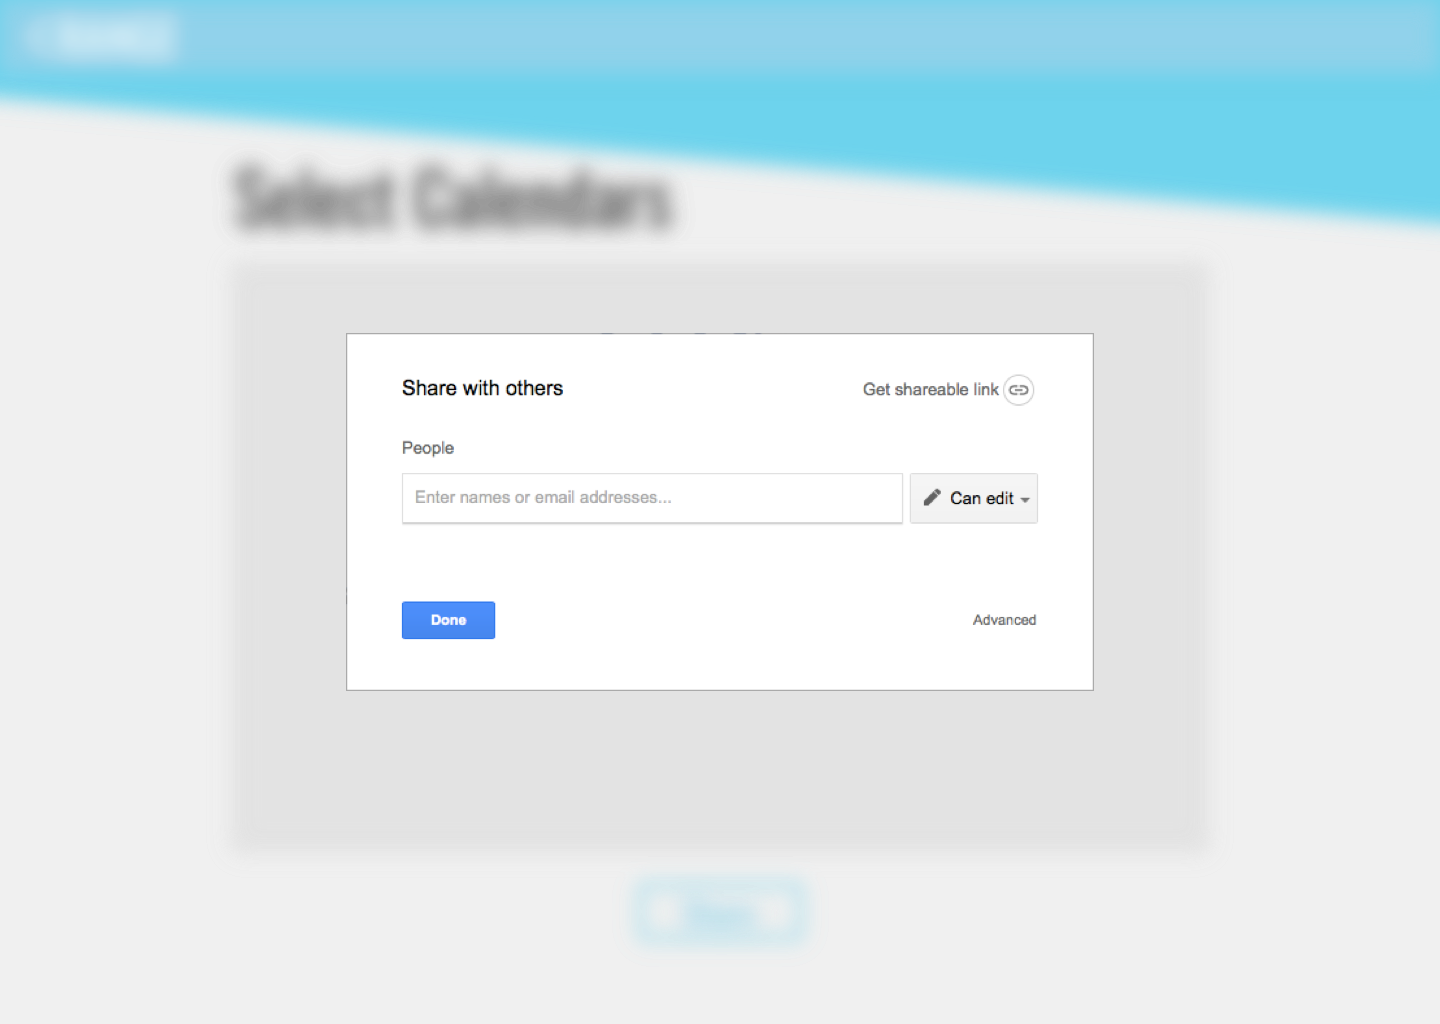 Select Calendars
Share with others
Get shareable link
People
Enter names or email addresses...
Can edit
Done
Advanced